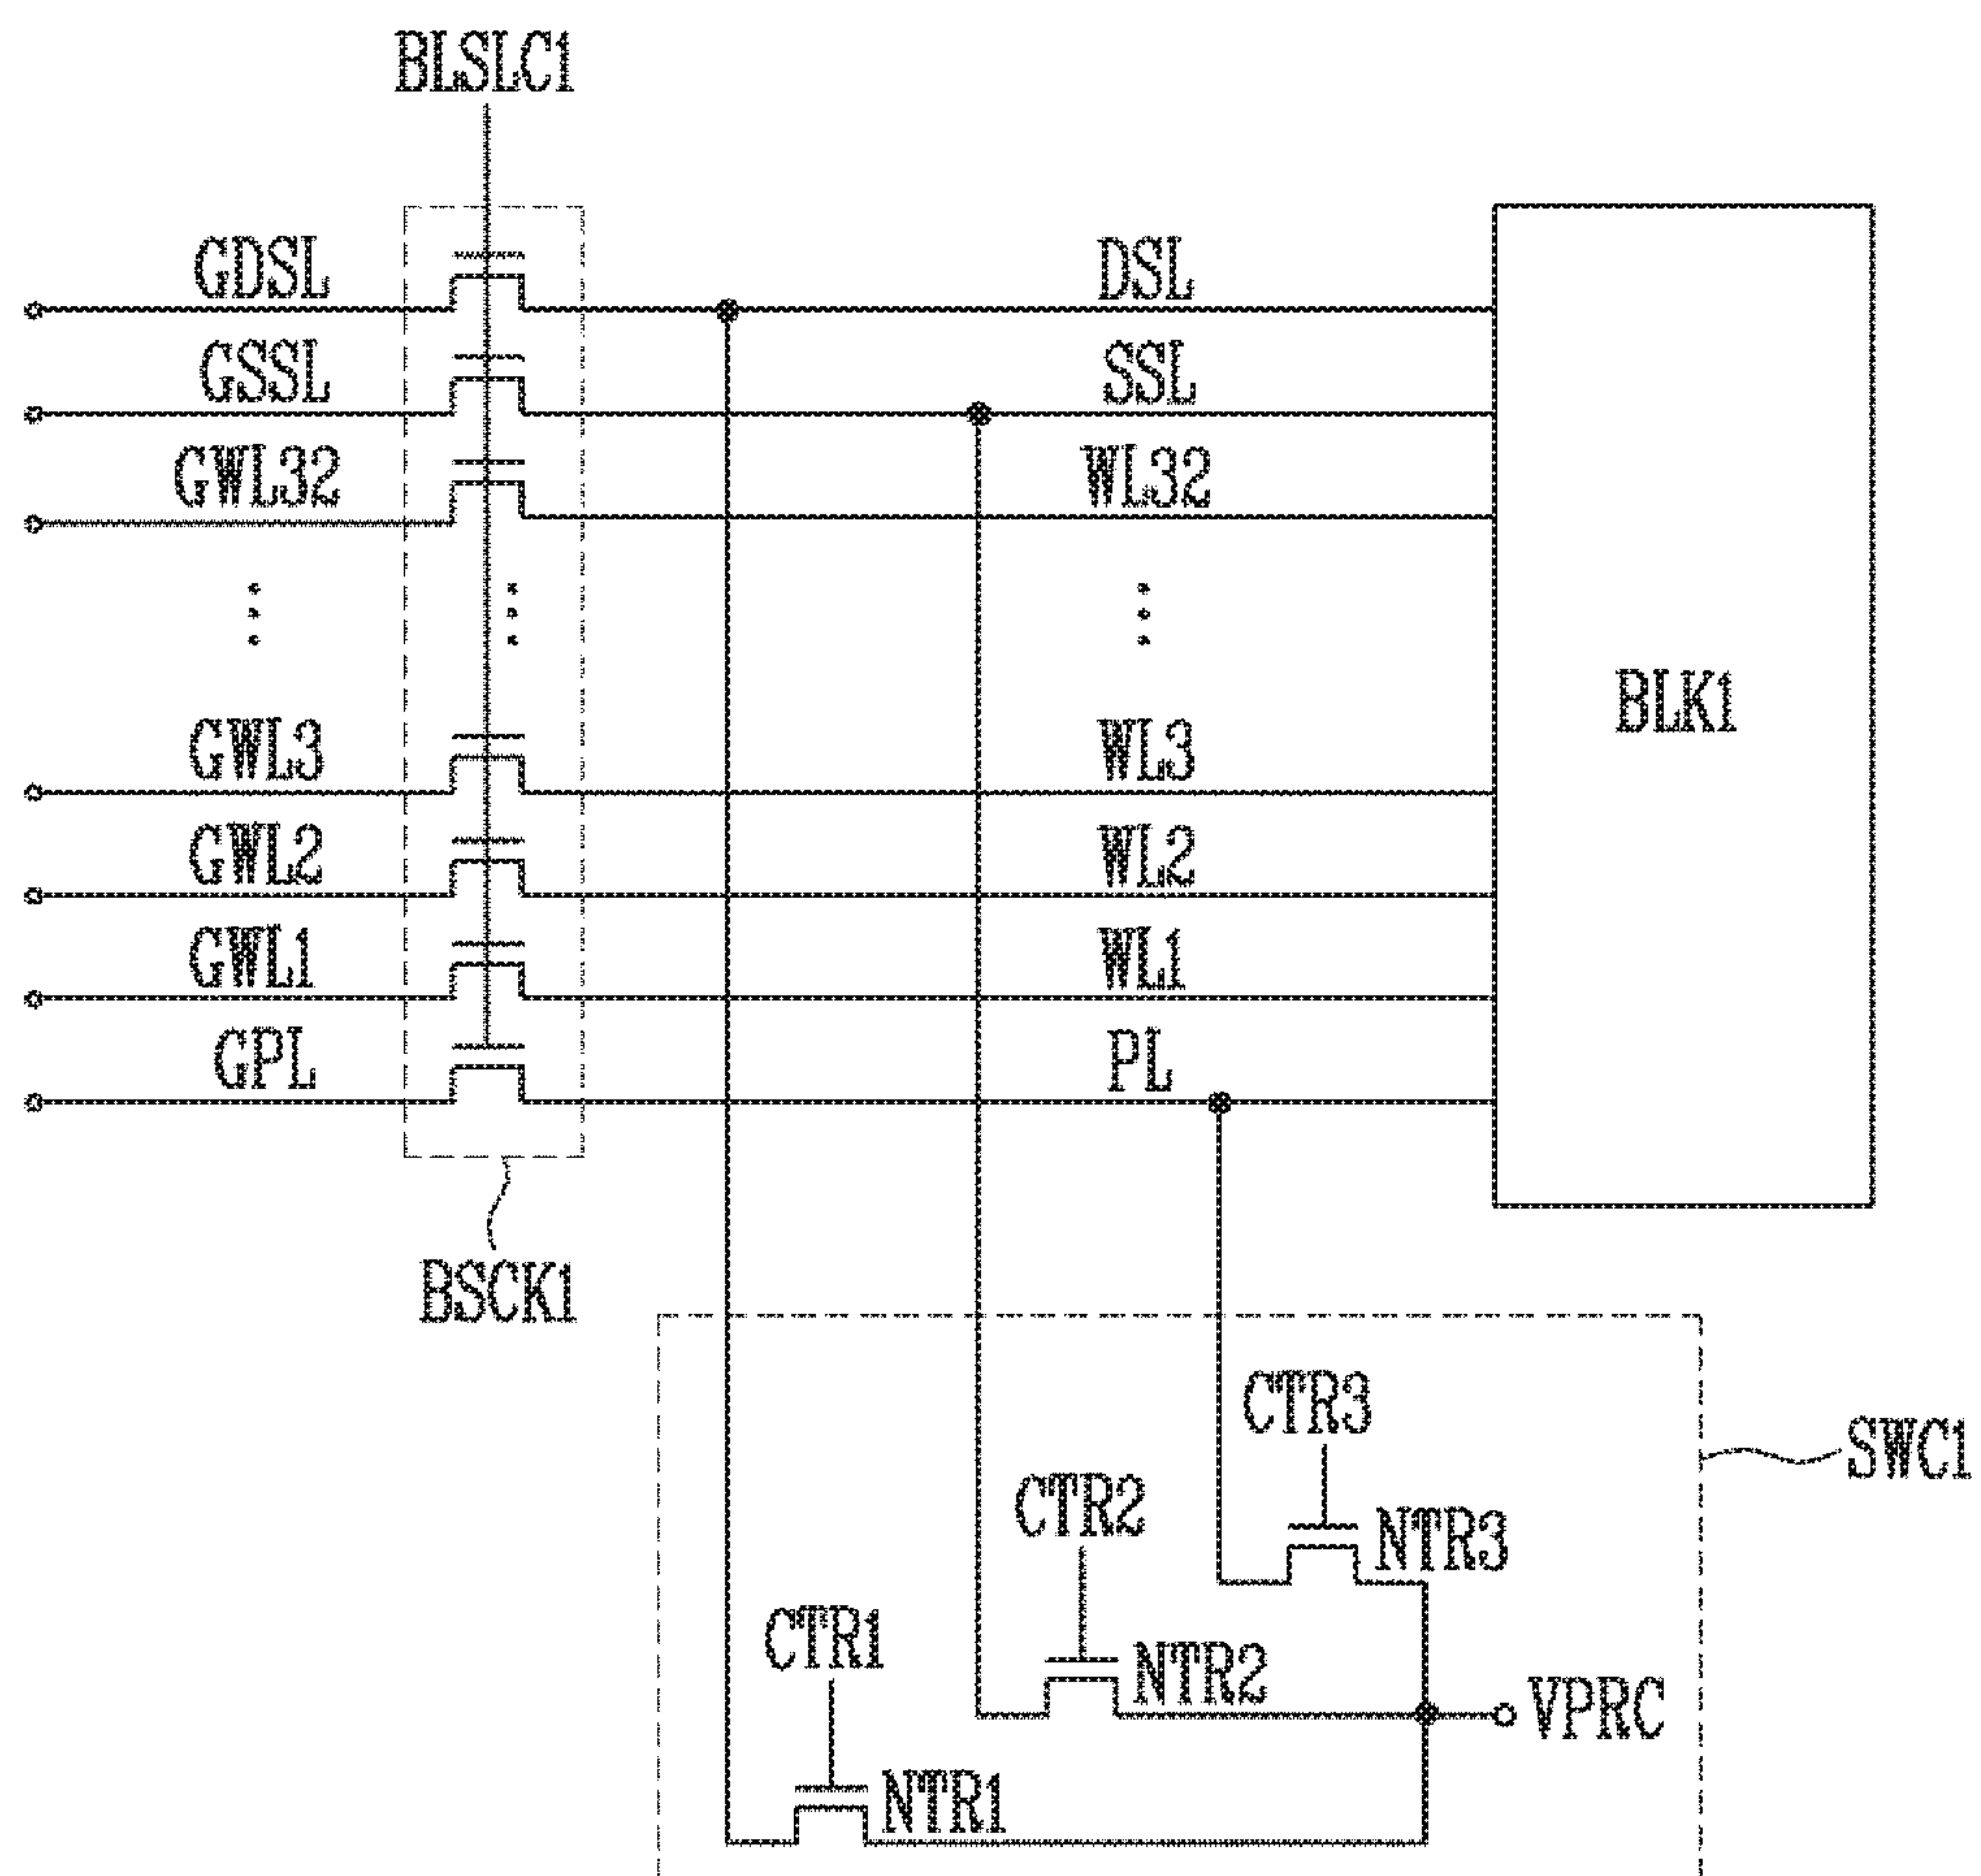 BLSLC1
GDSL
DSL
GSSL
SSL
GWL32
WL32
BLK1
GWL3
WL3
GWL2
WL2
GWL1
WL1
GPL
PL
BSCK1
CTR3
SWC1
CTR2
NTR3
CTR1
NTR2
VPRC
NTR1